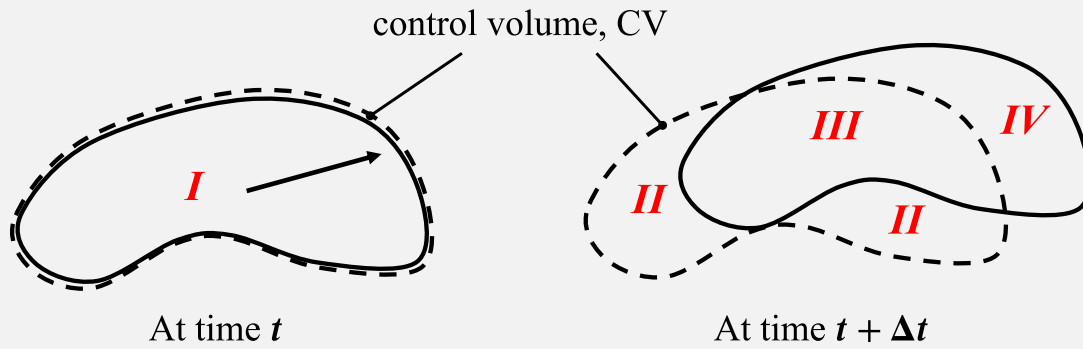 control volume, CV
I
II
III
IV
II
At time t
At time t + Δt